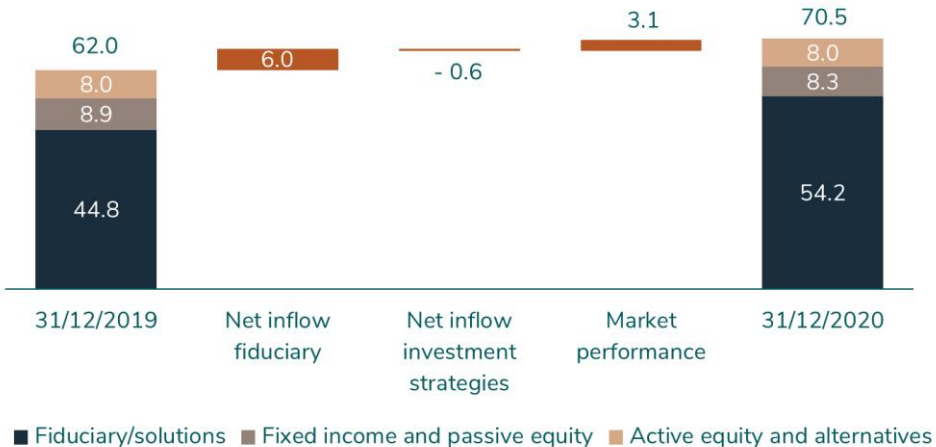 62.0
8.0
8.9
44.8
6.0
- 0.6
3.1
70.5
8.0
8.3
54.2
31/12/2019
Net inflow
fiduciary
Net inflow
investment
strategies
Market
performance
31/12/2020
Fiduciary/solutions
Fixed income and passive equity
Active equity and alternatives